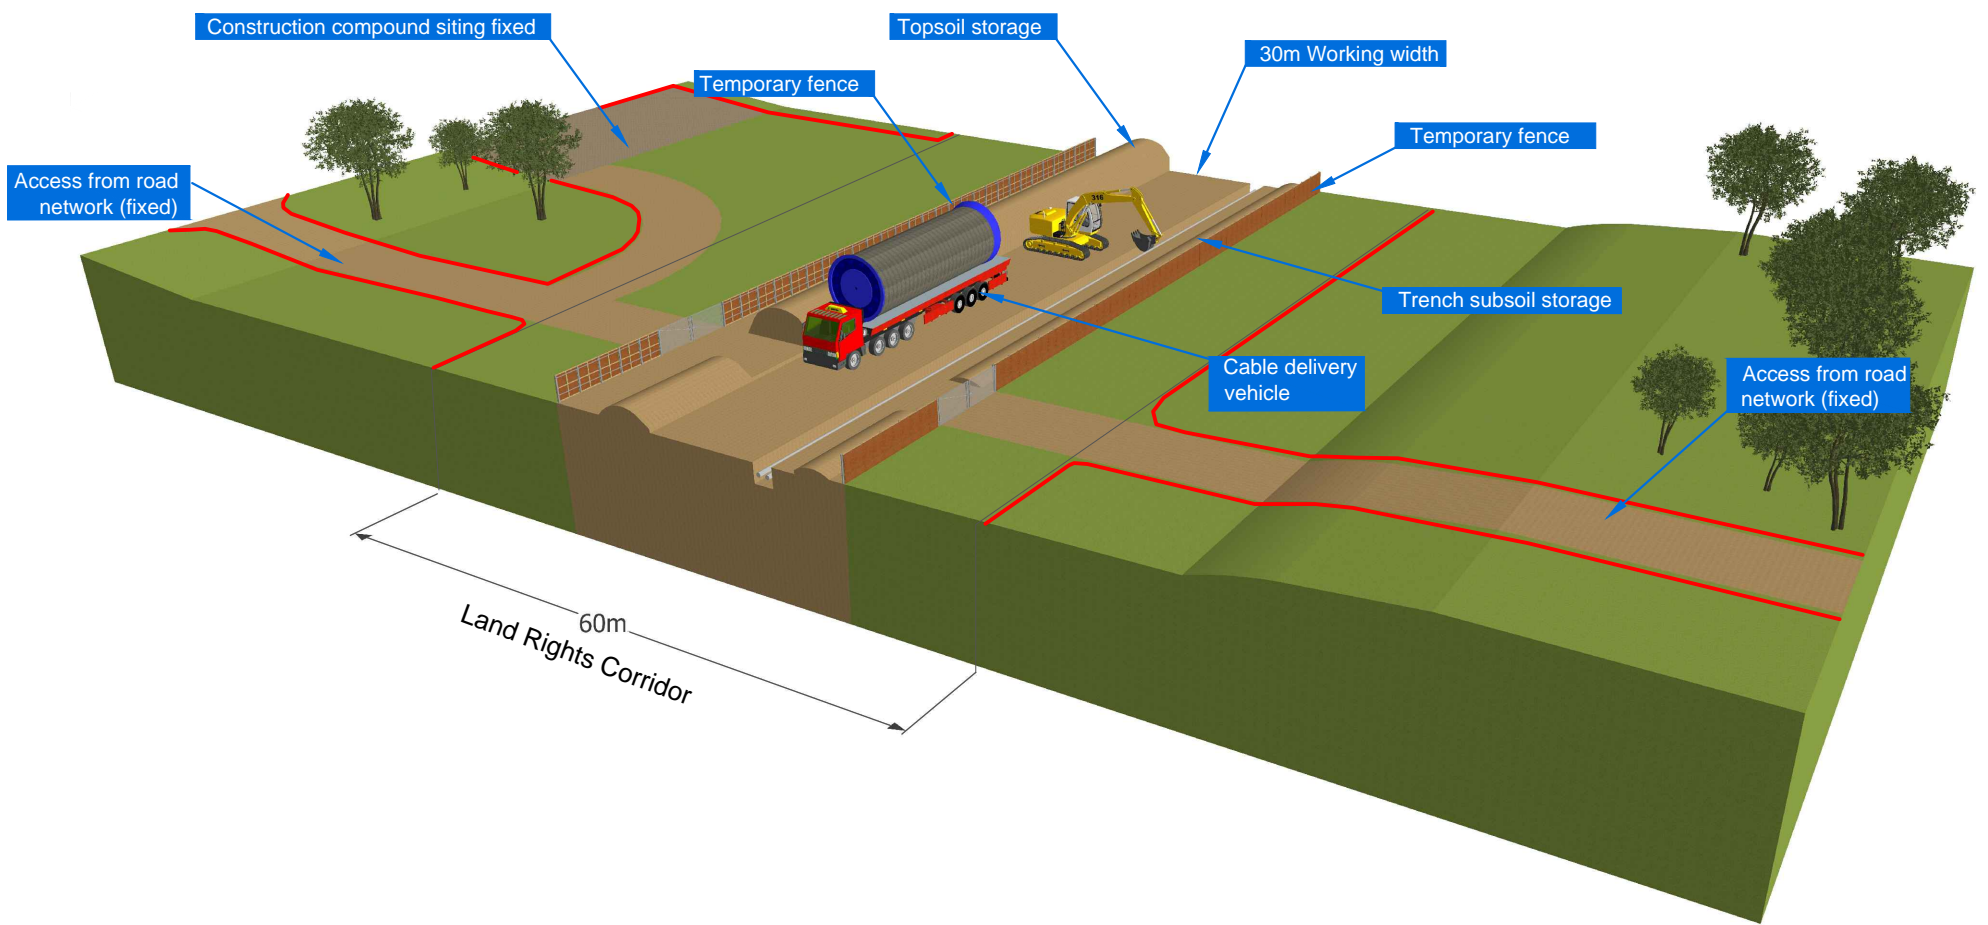 Construction compound siting fixed
Topsoil storage
30m Working width
Temporary fence
Temporary fence
Access from road
network (fixed)
316
Trench subsoil storage
Cable delivery
vehicle
Access from road
network (fixed)
60m
Land Rights Corridor